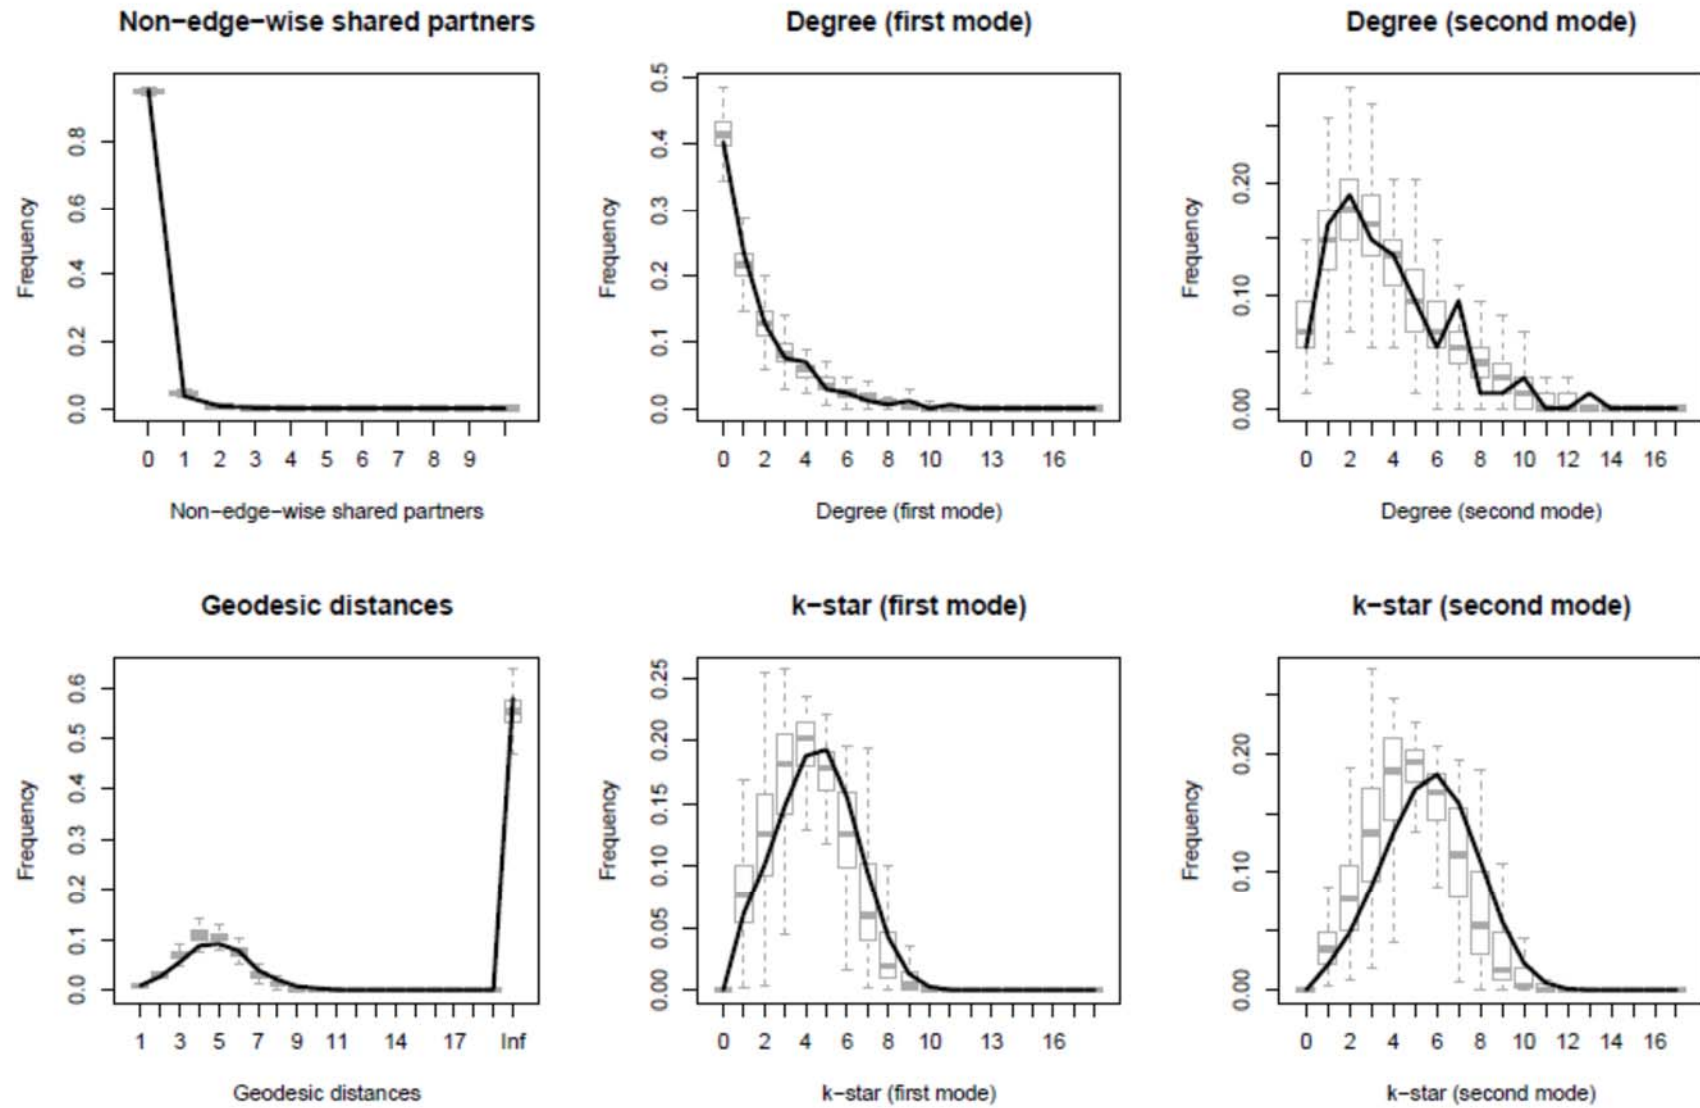 Non−edge−wise shared partners
Frequency
0.8
0.6
0.4
0.2
0.0
0 1 2 3 4 5 6 7 8 9
Non−edge−wise shared partners
Degree (first mode)
Frequency
0.5
0.4
0.3
0.2
0.1
0.0
0 2 4 6 8 10 13 16
Degree (first mode)
Degree (second mode)
Frequency
0.20
0.10
0.00
0 2 4 6 8 10 12 14 16
Degree (second mode)
Geodesic distances
Frequency
0.6
0.5
0.4
0.3
0.2
0.1
0.0
1 3 5 7 9 11 14 17 Inf
Geodesic distances
k−star (first mode)
Frequency
0.25
0.20
0.15
0.10
0.05
0.00
0 2 4 6 8 10 13 16
k−star (first mode)
k−star (second mode)
Frequency
0.20
0.10
0.00
0 2 4 6 8 10 12 14 16
k−star (second mode)